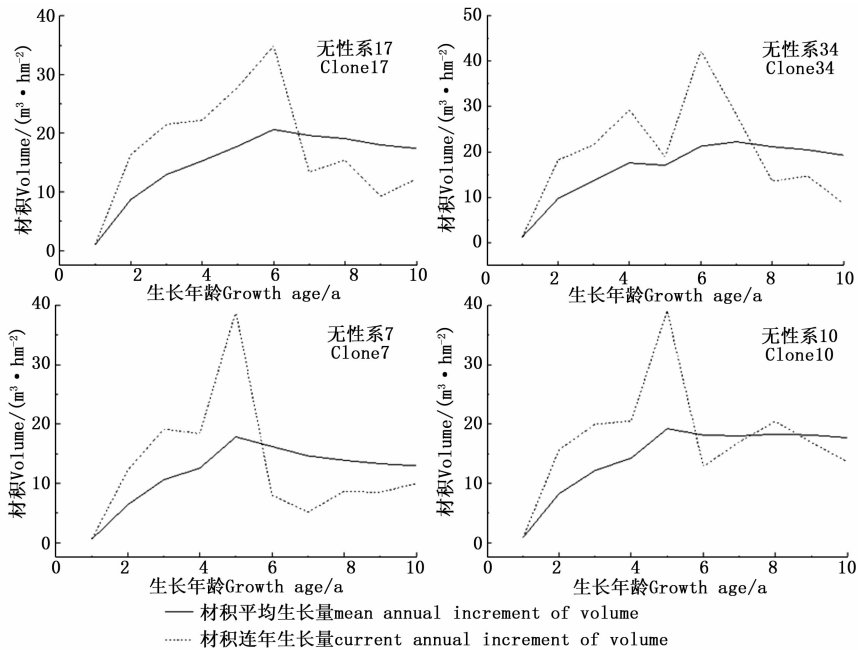 40
30
20
10
0
材积Volume/(m³•hm⁻²)
无性系17
Clone17
0 2 4 6 8 10
生长年龄Growth age/a
50
40
30
20
10
0
材积Volume/(m³•hm⁻²)
无性系34
Clone34
0 2 4 6 8 10
生长年龄Growth age/a
40
30
20
10
0
材积Volume/(m³•hm⁻²)
无性系7
Clone7
0 2 4 6 8 10
生长年龄Growth age/a
40
30
20
10
0
材积Volume/(m³•hm⁻²)
无性系10
Clone10
0 2 4 6 8 10
生长年龄Growth age/a
材积平均生长量mean annual increment of volume
材积连年生长量current annual increment of volume